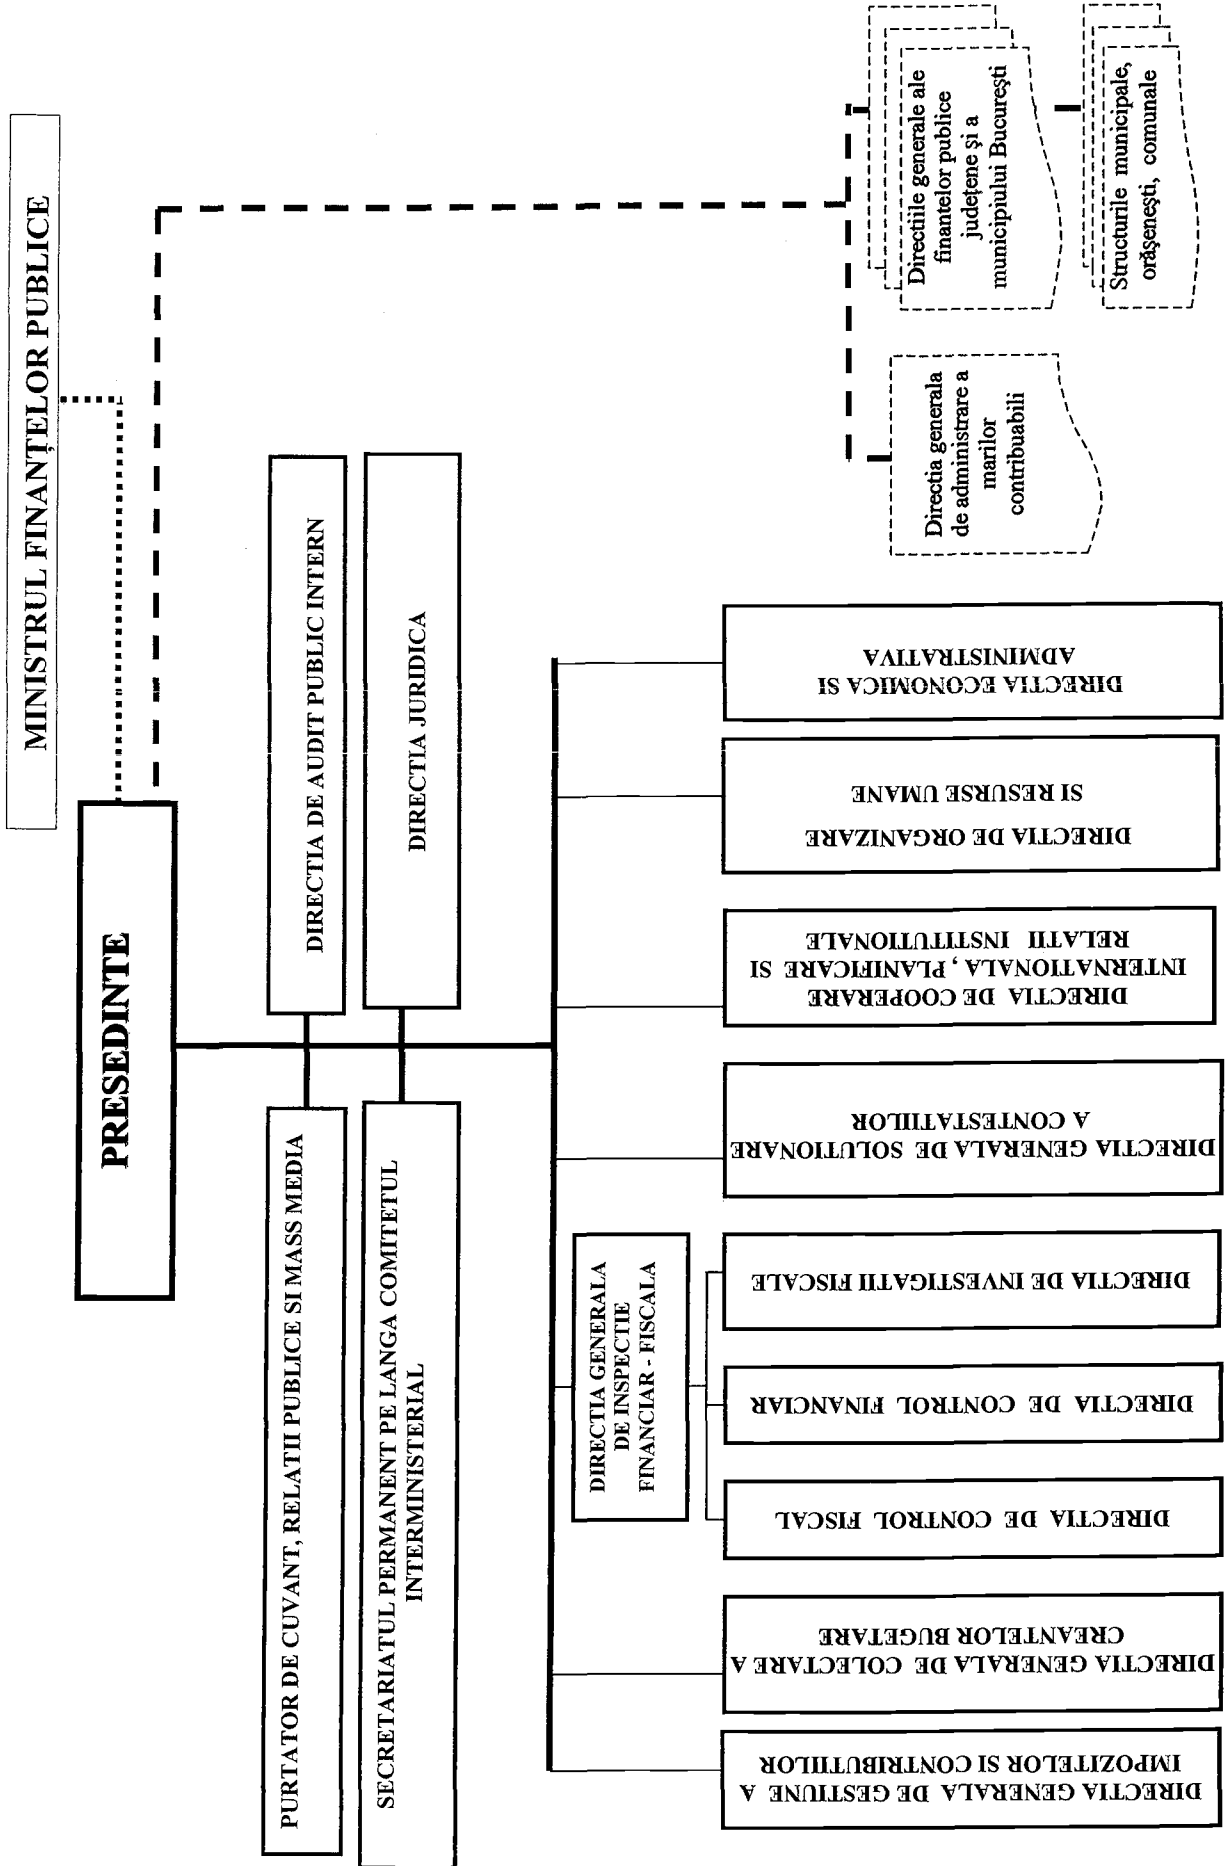 MINISTRUL FINANȚELOR PUBLICE
PRESEDINTE
PURTATOR DE CUVANT, RELATII PUBLICE SI MASS MEDIA
DIRECTIA DE AUDIT PUBLIC INTERN
SECRETARIATUL PERMANENT PE LANGA COMITETUL
INTERMINISTERIAL
DIRECTIA JURIDICA
DIRECTIA GENERALA DE GESTIUNE A
IMPOZITELOR SI CONTRIBUTIILOR
DIRECTIA GENERALA DE COLECTARE A
CREANTELOR BUGETARE
DIRECTIA GENERALA
DE INSPECTIE
FINANCIAR - FISCALA
DIRECTIA DE CONTROL FISCAL
DIRECTIA DE CONTROL FINANCIAR
DIRECTIA DE INVESTIGATII FISCALE
DIRECTIA GENERALA DE SOLUTIONARE
A CONTESTATIILOR
DIRECTIA DE COOPERARE
INTERNATIONALA , PLANIFICARE SI
RELATII INSTITUTIONALE
DIRECTIA DE ORGANIZARE
SI RESURSE UMANE
DIRECTIA ECONOMICA SI
ADMINISTRATIVA
Directia generala
de administrare a
marilor
contribuabili
Directiile generale ale
finantelor publice
județene și a
municipiului București
Structurile municipale,
orășenești, comunale